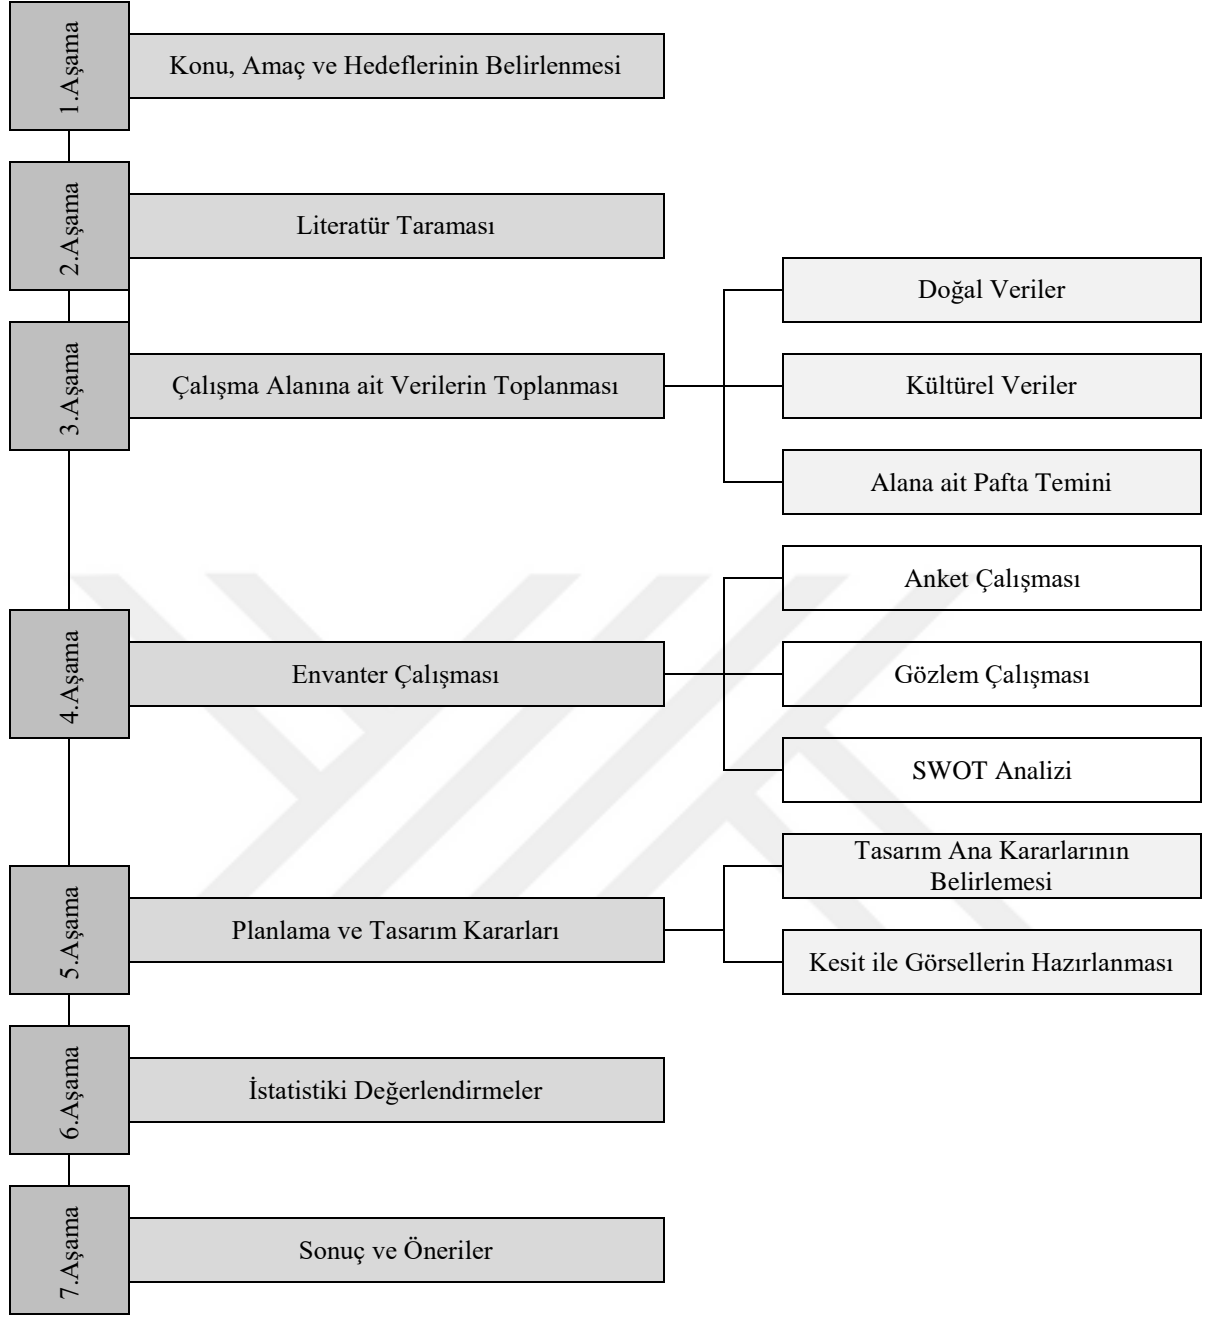 1.Aşama
Konu, Amaç ve Hedeflerinin Belirlenmesi
2.Aşama
Literatür Taraması
3.Aşama
Çalışma Alanına ait Verilerin Toplanması
Doğal Veriler
Kültürel Veriler
Alana ait Pafta Temini
4.Aşama
Envanter Çalışması
Anket Çalışması
Gözlem Çalışması
SWOT Analizi
5.Aşama
Planlama ve Tasarım Kararları
Tasarım Ana Kararlarının
Belirlemesi
Kesit ile Görsellerin Hazırlanması
6.Aşama
İstatistiki Değerlendirmeler
7.Aşama
Sonuç ve Öneriler